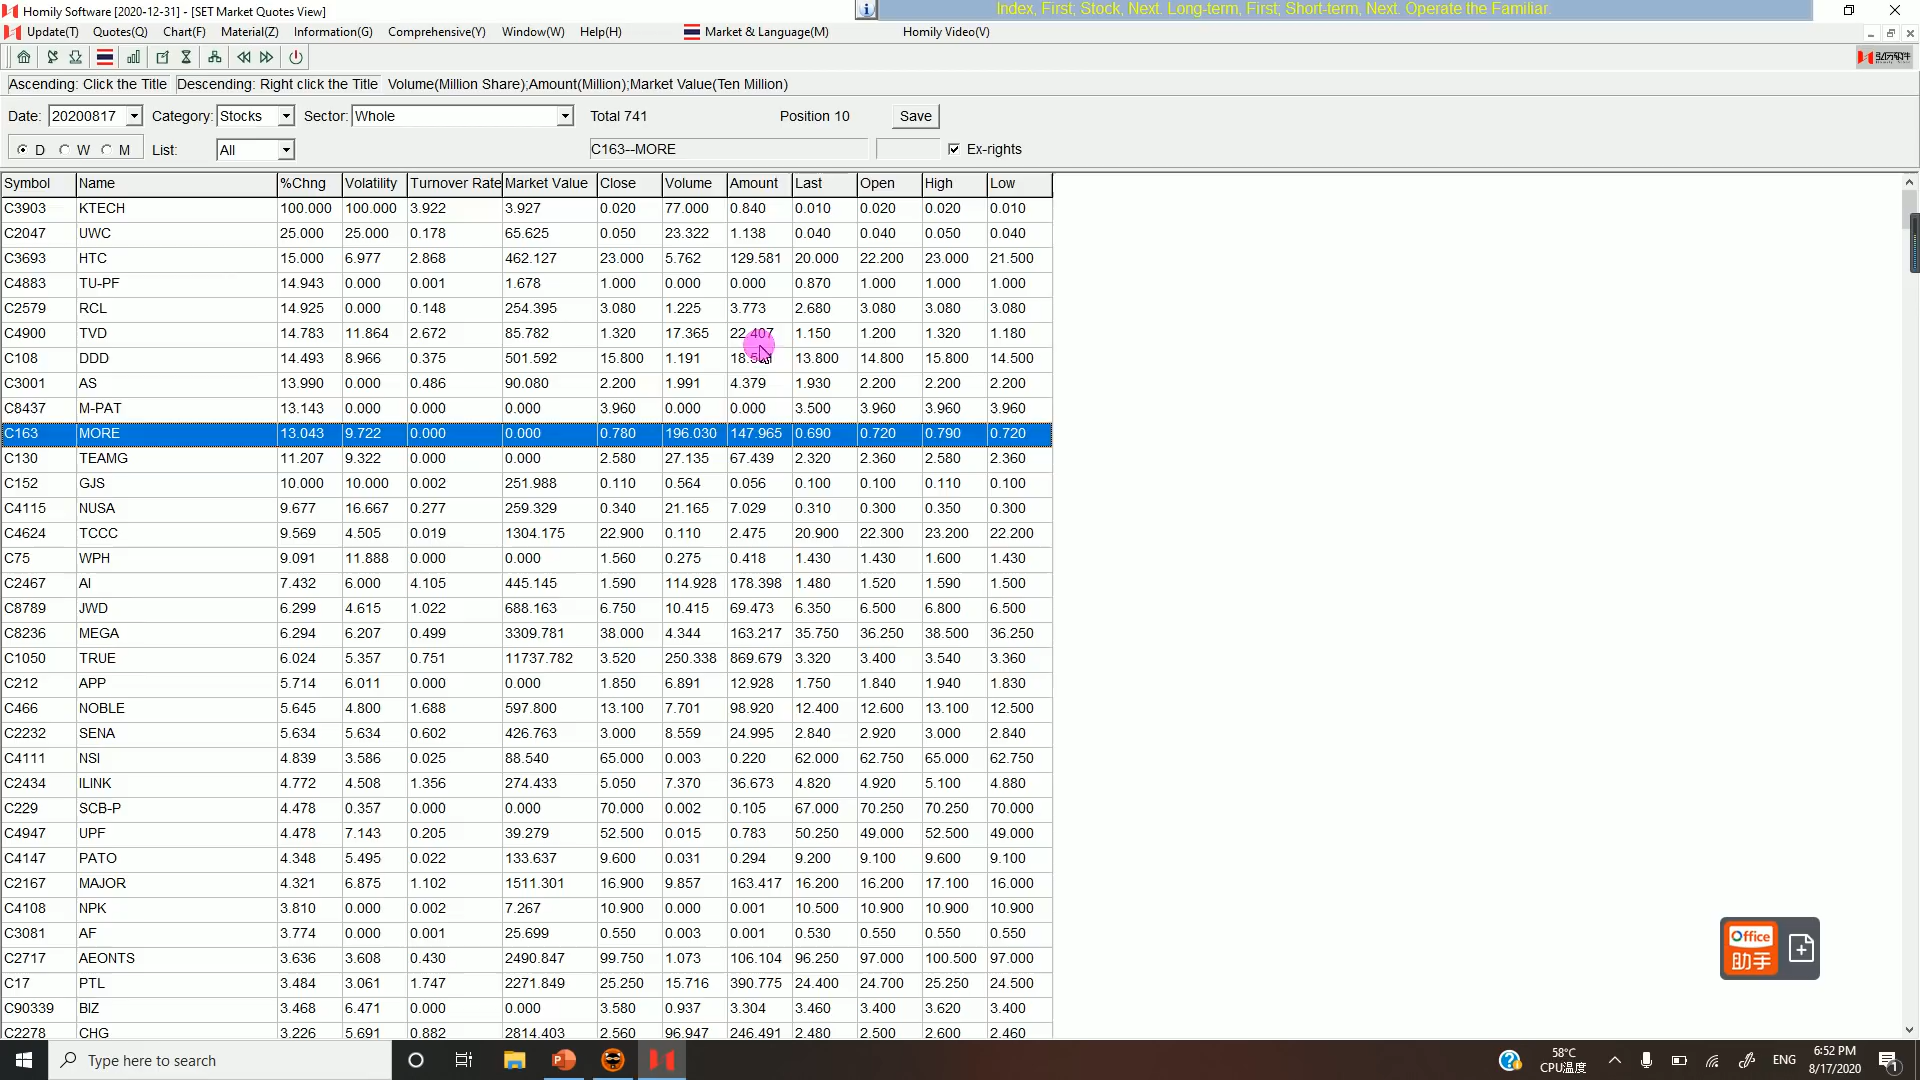 Homily Software [2020-12-31] - [SET Market Quotes View]
Index, First; Stock, Next. Long-term, First; Short-term, Next. Operate the Familiar.
Update(T) Quotes(Q) Chart(F) Material(Z) Information(G) Comprehensive(Y) Window(W) Help(H) Market & Language(M) Homily Video(V)
Ascending: Click the Title Descending: Right click the Title Volume(Million Share);Amount(Million);Market Value(Ten Million)
Date: 20200817 Category: Stocks Sector: Whole Total 741 Position 10 Save
D W M List: All C163--MORE Ex-rights
Symbol Name %Chng Volatility Turnover Rate Market Value Close Volume Amount Last Open High Low
C3903 KTECH 100.000 100.000 3.922 3.927 0.020 77.000 0.840 0.010 0.020 0.020 0.010
C2047 UWC 25.000 25.000 0.178 65.625 0.050 23.322 1.138 0.040 0.040 0.050 0.040
C3693 HTC 15.000 6.977 2.868 462.127 23.000 5.762 129.581 20.000 22.200 23.000 21.500
C4883 TU-PF 14.943 0.000 0.001 1.678 1.000 0.000 0.000 0.870 1.000 1.000 1.000
C2579 RCL 14.925 0.000 0.148 254.395 3.080 1.225 3.773 2.680 3.080 3.080 3.080
C4900 TVD 14.783 11.864 2.672 85.782 1.320 17.365 22.407 1.150 1.200 1.320 1.180
C108 DDD 14.493 8.966 0.375 501.592 15.800 1.191 13.800 14.800 15.800 14.500
C3001 AS 13.990 0.000 0.486 90.080 2.200 1.991 4.379 1.930 2.200 2.200 2.200
C8437 M-PAT 13.143 0.000 0.000 0.000 3.960 0.000 0.000 3.500 3.960 3.960 3.960
C163 MORE 13.043 9.722 0.000 0.000 0.780 196.030 147.965 0.690 0.720 0.790 0.720
C130 TEAMG 11.207 9.322 0.000 0.000 2.580 27.135 67.439 2.320 2.360 2.580 2.360
C152 GJS 10.000 10.000 0.002 251.988 0.110 0.564 0.056 0.100 0.100 0.110 0.100
C4115 NUSA 9.677 16.667 0.277 259.329 0.340 21.165 7.029 0.310 0.300 0.350 0.300
C4624 TCCC 9.569 4.505 0.019 1304.175 22.900 0.110 2.475 20.900 22.300 23.200 22.200
C75 WPH 9.091 11.888 0.000 0.000 1.560 0.275 0.418 1.430 1.430 1.600 1.430
C2467 AI 7.432 6.000 4.105 445.145 1.590 114.928 178.398 1.480 1.520 1.590 1.500
C8789 JWD 6.299 4.615 1.022 688.163 6.750 10.415 69.473 6.350 6.500 6.800 6.500
C8236 MEGA 6.294 6.207 0.499 3309.781 38.000 4.344 163.217 35.750 36.250 38.500 36.250
C1050 TRUE 6.024 5.357 0.751 11737.782 3.520 250.338 869.679 3.320 3.400 3.540 3.360
C212 APP 5.714 6.011 0.000 0.000 1.850 6.891 12.928 1.750 1.840 1.940 1.830
C466 NOBLE 5.645 4.800 1.688 597.800 13.100 7.701 98.920 12.400 12.600 13.100 12.500
C2232 SENA 5.634 5.634 0.602 426.763 3.000 8.559 24.995 2.840 2.920 3.000 2.840
C4111 NSI 4.839 3.586 0.025 88.540 65.000 0.003 0.220 62.000 62.750 65.000 62.750
C2434 ILINK 4.772 4.508 1.356 274.433 5.050 7.370 36.673 4.820 4.920 5.100 4.880
C229 SCB-P 4.478 0.357 0.000 0.000 70.000 0.002 0.105 67.000 70.250 70.250 70.000
C4947 UPF 4.478 7.143 0.205 39.279 52.500 0.015 0.783 50.250 49.000 52.500 49.000
C4147 PATO 4.348 5.495 0.022 133.637 9.600 0.031 0.294 9.200 9.100 9.600 9.100
C2167 MAJOR 4.321 6.875 1.102 1511.301 16.900 9.857 163.417 16.200 16.200 17.100 16.000
C4108 NPK 3.810 0.000 0.002 7.267 10.900 0.000 0.001 10.500 10.900 10.900 10.900
C3081 AF 3.774 0.000 0.001 25.699 0.550 0.003 0.001 0.530 0.550 0.550 0.550
C2717 AEONTS 3.636 3.608 0.430 2490.847 99.750 1.073 106.104 96.250 97.000 100.500 97.000
C17 PTL 3.484 3.061 1.747 2271.849 25.250 15.716 390.775 24.400 24.700 25.250 24.500
C90339 BIZ 3.468 6.471 0.000 0.000 3.580 0.937 3.304 3.460 3.400 3.620 3.400
C2278 CHG 3.226 5.691 0.882 2814.403 2.560 96.947 246.491 2.480 2.500 2.600 2.460
Office
助手
Type here to search
58°C
CPU温度
ENG
6:52 PM
8/17/2020
1